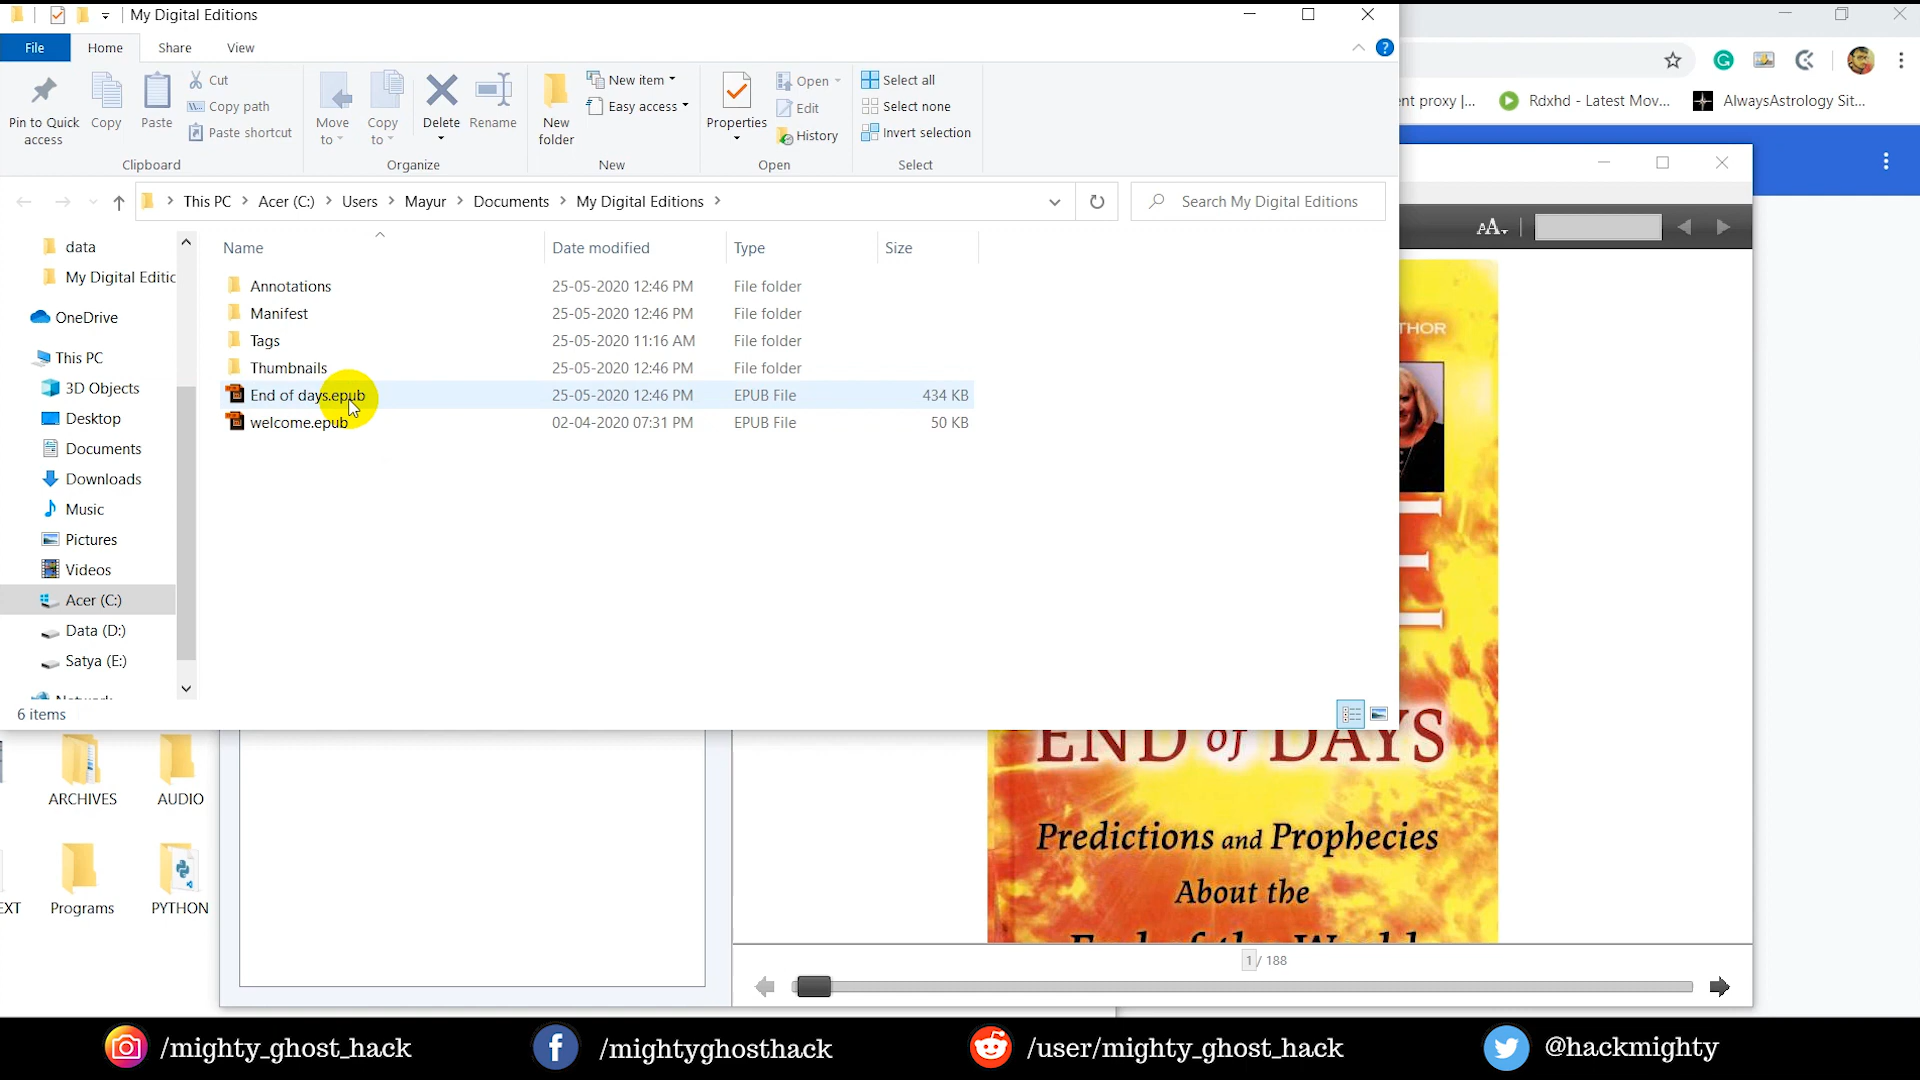 My Digital Editions
File
Home
Share
View
Pin to Quick access
Copy
Paste
Cut
Copy path
Paste shortcut
Clipboard
Move to
Copy to
Delete
Rename
Organize
New folder
New item
Easy access
New
Properties
Open
Edit
History
Open
Select all
Select none
Invert selection
Select
nt proxy |...
Rdxhd - Latest Mov...
AlwaysAstrology Sit...
This PC
Acer (C:)
Users
Mayur
Documents
My Digital Editions
Search My Digital Editions
AA
Name
Date modified
Type
Size
Annotations 25-05-2020 12:46 PM File folder
Manifest 25-05-2020 12:46 PM File folder
Tags 25-05-2020 11:16 AM File folder
Thumbnails 25-05-2020 12:46 PM File folder
End of days.epub 25-05-2020 12:46 PM EPUB File 434 KB
welcome.epub 02-04-2020 07:31 PM EPUB File 50 KB
data
My Digital Editic
OneDrive
This PC
3D Objects
Desktop
Documents
Downloads
Music
Pictures
Videos
Acer (C:)
Data (D:)
Satya (E:)
6 items
THOR
END of DAYS
Predictions and Prophecies
About the
End of the World
1 / 188
ARCHIVES
AUDIO
EXT
Programs
PYTHON
/mighty_ghost_hack
/mightyghosthack
/user/mighty_ghost_hack
@hackmighty